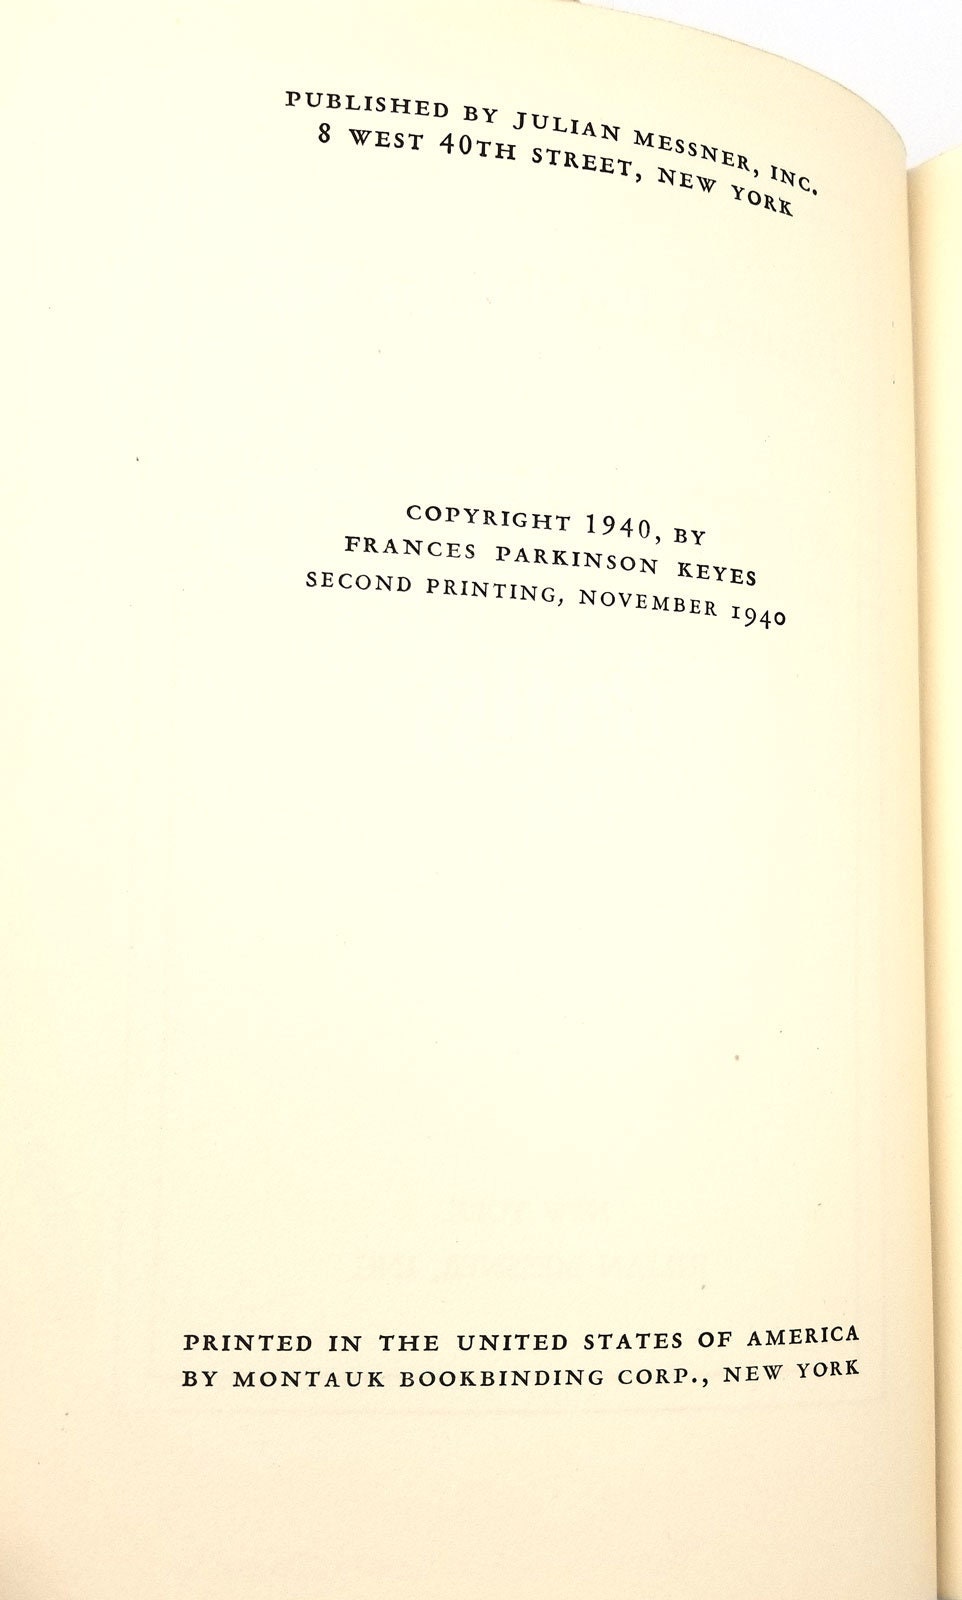 PUBLISHED BY JULIAN MESSNER, INC.
8 WEST 40TH STREET, NEW YORK
COPYRIGHT 1940, BY
FRANCES PARKINSON KEYES
SECOND PRINTING, NOVEMBER 1940
PRINTED IN THE UNITED STATES OF AMERICA
BY MONTAUK BOOKBINDING CORP., NEW YORK